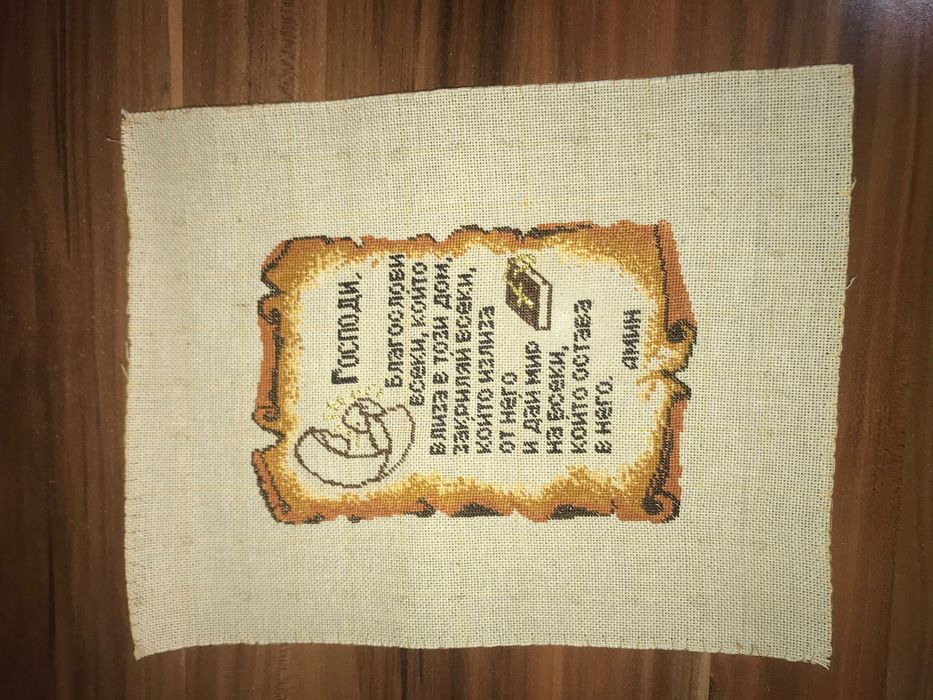 Господи,
Благослови
всеки, който
влиза в този дом,
закриляй всеки,
който излиза
от него
и дай мир
на всеки,
който остава
в него.
амин